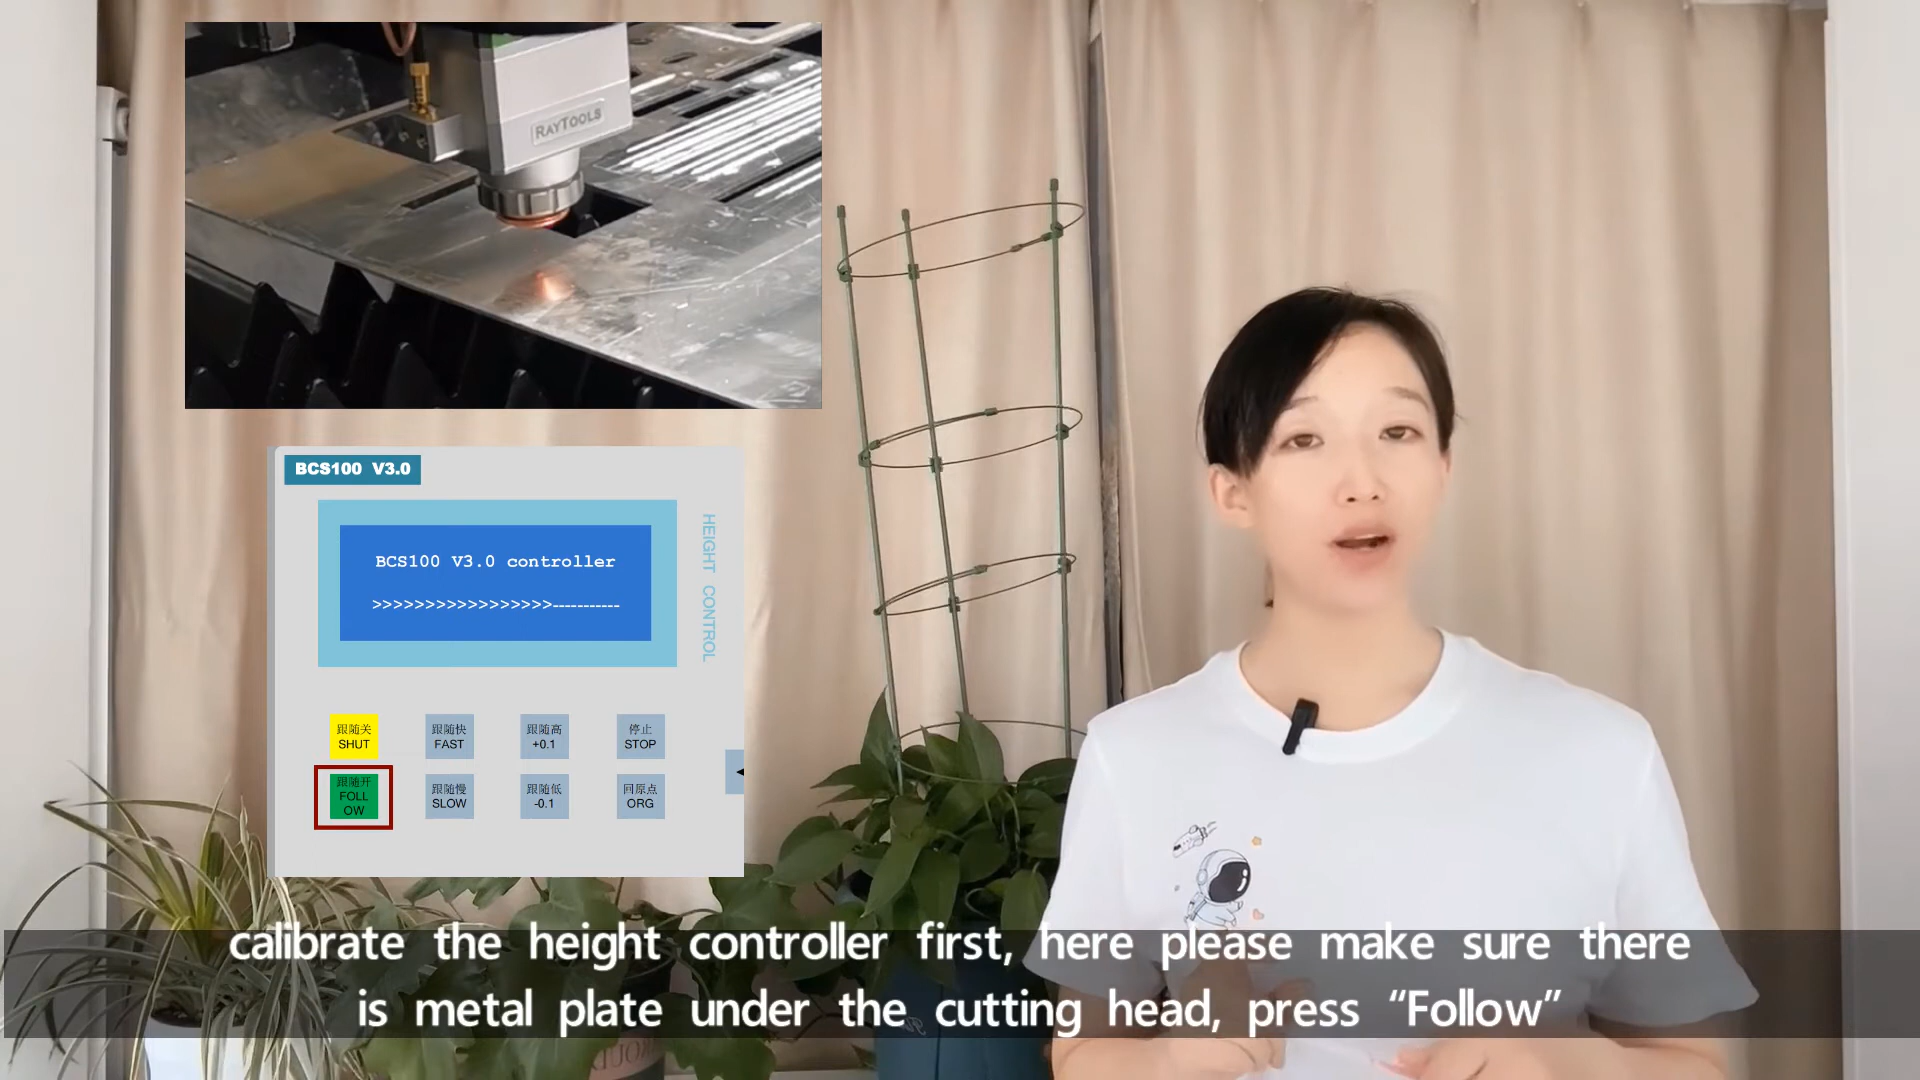 RAYTOOLS
BCS100 V3.0
BCS100 V3.0 controller
>>>>>>>>>>>>>>>>>-----------
HEIGHT CONTROL
跟随关
SHUT
跟随快
FAST
跟随高
+0.1
停止
STOP
跟随开
FOLL
OW
跟随慢
SLOW
跟随低
-0.1
回原点
ORG
calibrate the height controller first, here please make sure there
is metal plate under the cutting head, press “Follow”